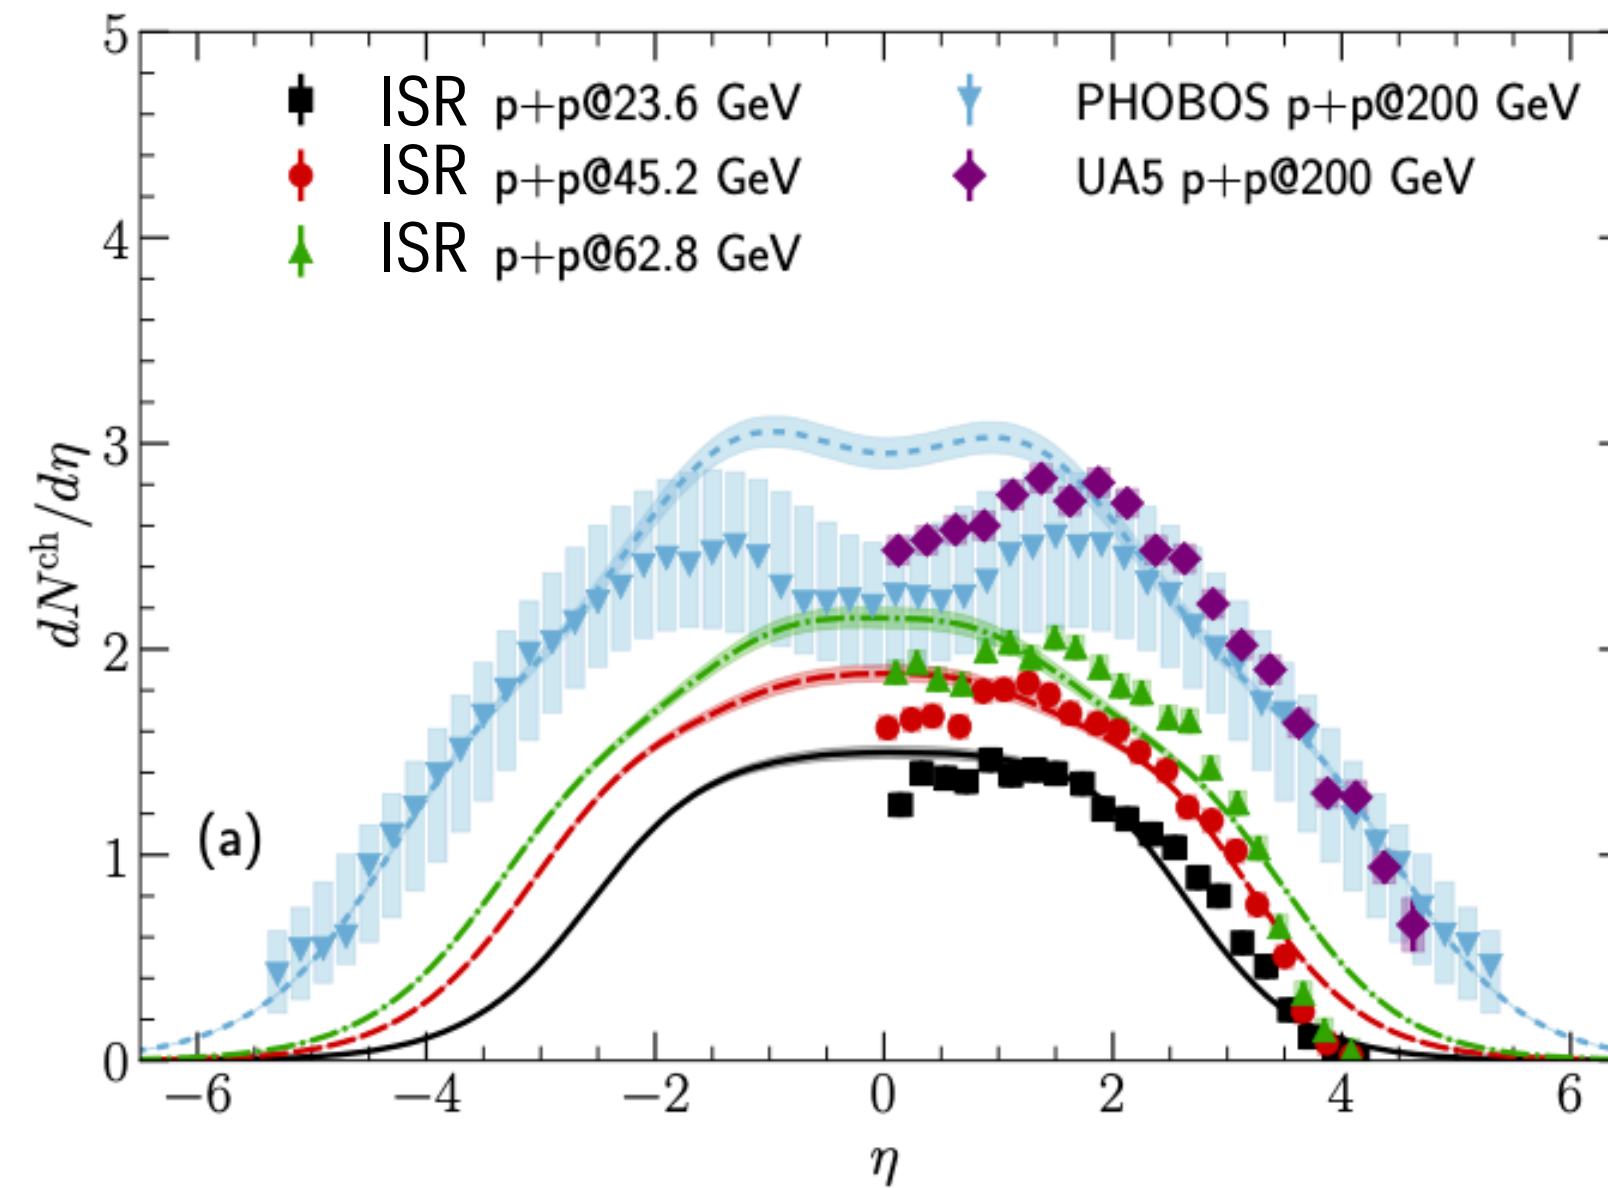 5
4
3
2
1
0
dN^ch/dη
ISR p+p@23.6 GeV
ISR p+p@45.2 GeV
ISR p+p@62.8 GeV
PHOBOS p+p@200 GeV
UA5 p+p@200 GeV
(a)
−6 −4 −2 0 2 4 6
η